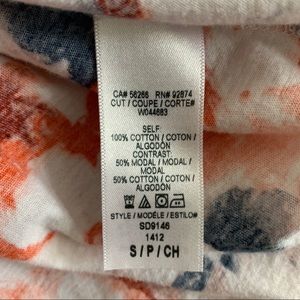 CA# 56266 RN# 92874
CUT / COUPE / CORTE#
W044663
SELF:
100% COTTON / COTON /
ALGODÓN
CONTRAST:
50% MODAL / MODAL /
MODAL
50% COTTON / COTON /
ALGODÓN
STYLE / MODÈLE / ESTILO#
SD9146
1412
S / P / CH